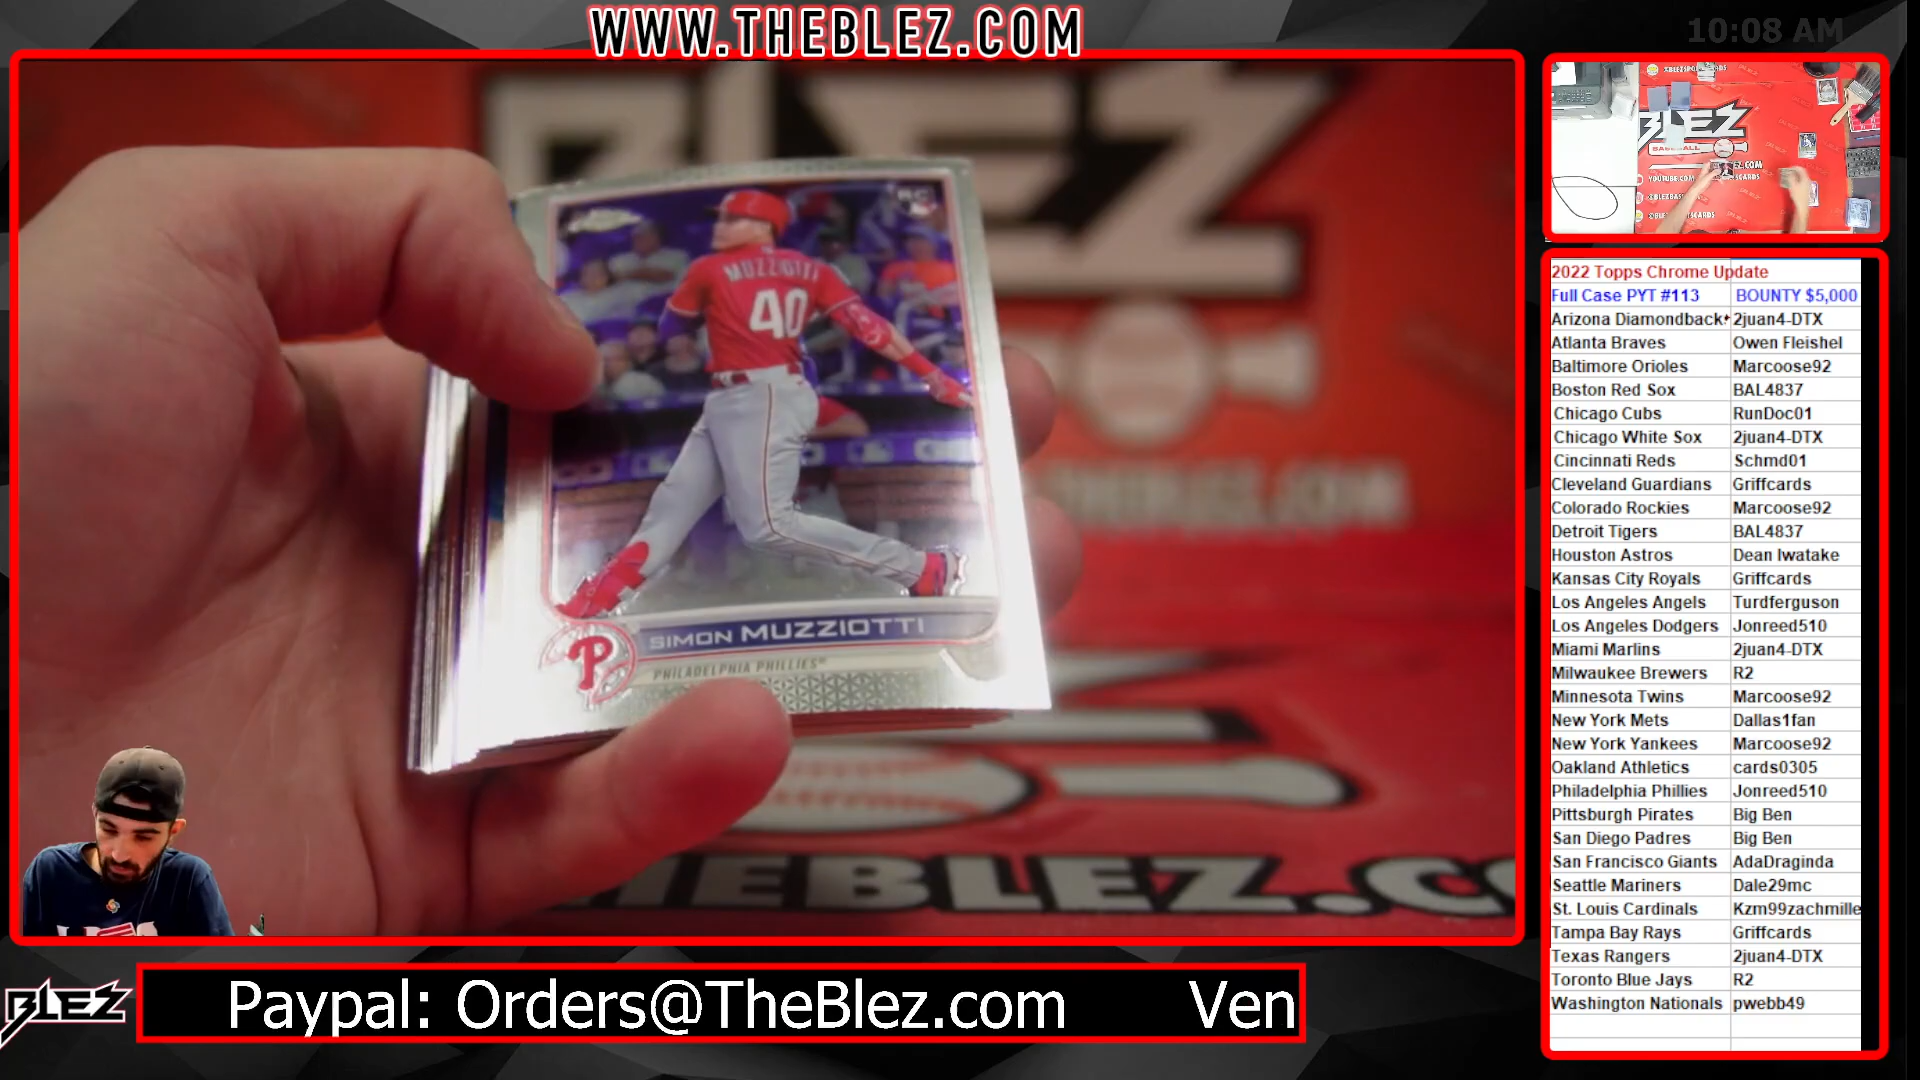 WWW.THEBLEZ.COM
10:08 AM
BLEZ
RC
MUZZIOTTI
40
SIMON MUZZIOTTI
PHILADELPHIA PHILLIES
THEBLEZ.CO
BLEZ
BASEBALL
YOUTUBE.COM
2022 Topps Chrome Update
Full Case PYT #113 BOUNTY $5,000
Arizona Diamondback 2juan4-DTX
Atlanta Braves Owen Fleishel
Baltimore Orioles Marcoose92
Boston Red Sox BAL4837
Chicago Cubs RunDoc01
Chicago White Sox 2juan4-DTX
Cincinnati Reds Schmd01
Cleveland Guardians Griffcards
Colorado Rockies Marcoose92
Detroit Tigers BAL4837
Houston Astros Dean Iwatake
Kansas City Royals Griffcards
Los Angeles Angels Turdferguson
Los Angeles Dodgers Jonreed510
Miami Marlins 2juan4-DTX
Milwaukee Brewers R2
Minnesota Twins Marcoose92
New York Mets Dallas1fan
New York Yankees Marcoose92
Oakland Athletics cards0305
Philadelphia Phillies Jonreed510
Pittsburgh Pirates Big Ben
San Diego Padres Big Ben
San Francisco Giants AdaDraginda
Seattle Mariners Dale29mc
St. Louis Cardinals Kzm99zachmille
Tampa Bay Rays Griffcards
Texas Rangers 2juan4-DTX
Toronto Blue Jays R2
Washington Nationals pwebb49
BLEZ
Paypal: Orders@TheBlez.com Ven